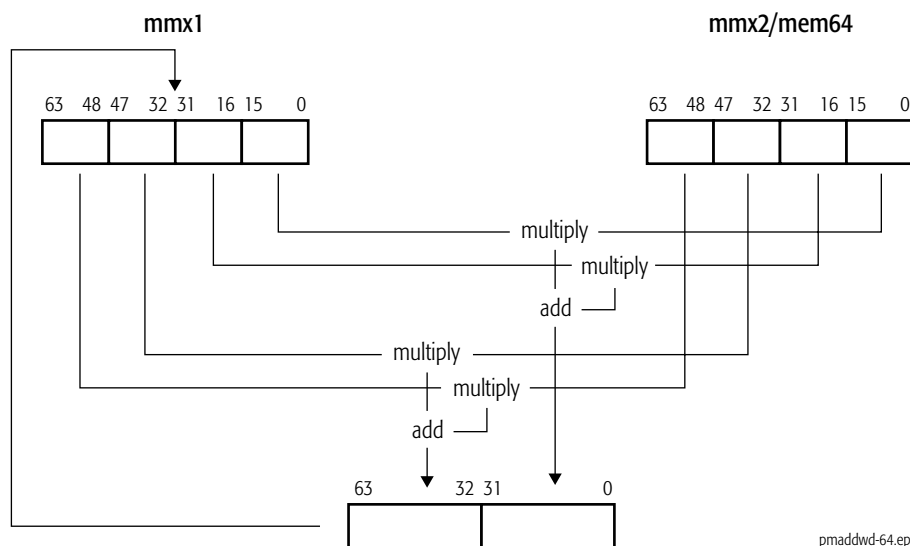 mmx1 mmx2/mem64
63 48 47 32 31 16 15 0 63 48 47 32 31 16 15 0
multiply
multiply
add
multiply
multiply
add
63 32 31 0
pmaddwd-64.ep